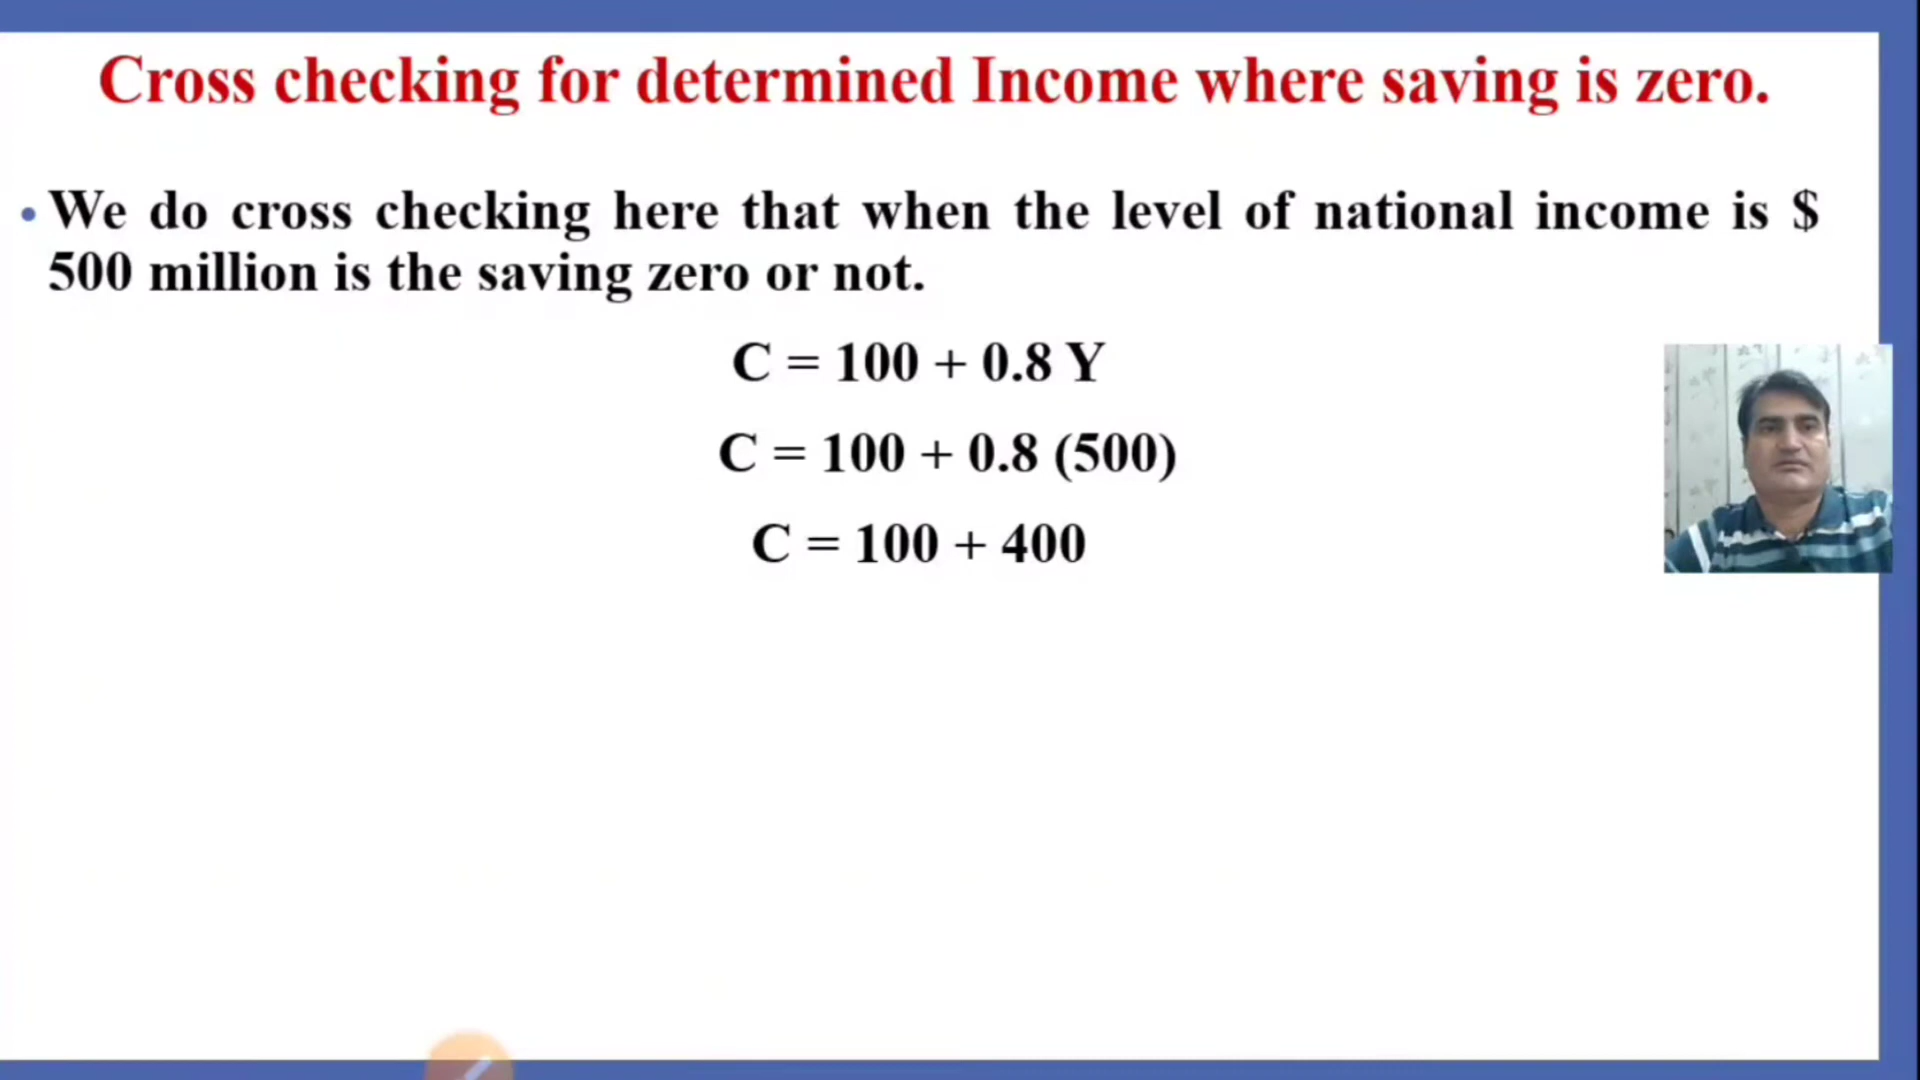 Cross checking for determined Income where saving is zero.
• We do cross checking here that when the level of national income is $
500 million is the saving zero or not.
C = 100 + 0.8 Y
C = 100 + 0.8 (500)
C = 100 + 400